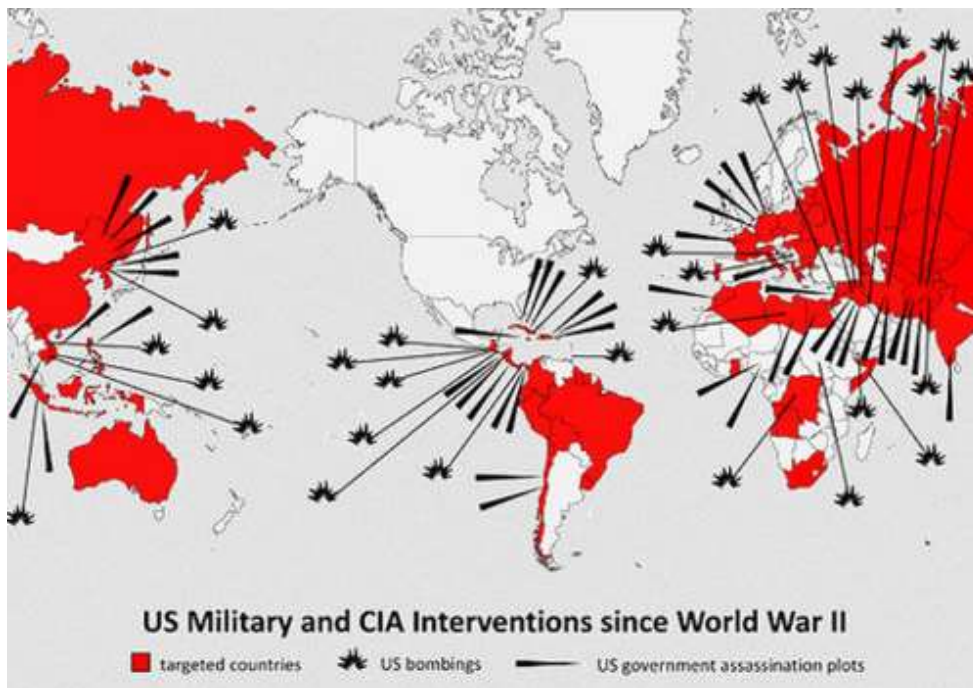 US Military and CIA Interventions since World War II
targeted countries US bombings US government assassination plots